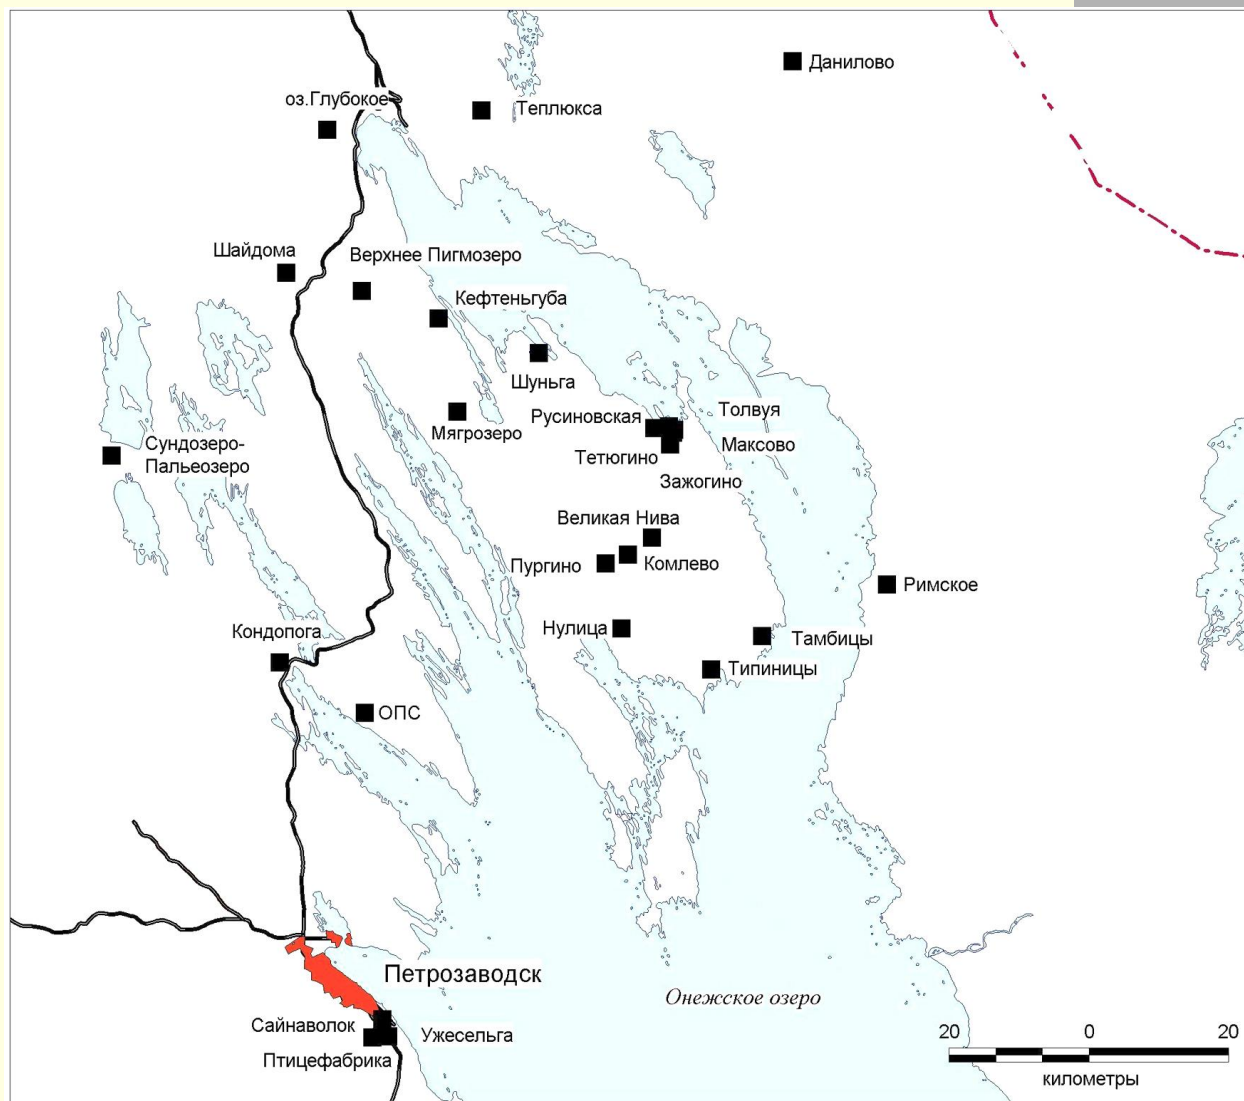 Данилово
оз.Глубокое
Теплюкса
Шайдома
Верхнее Пигмозеро
Кефтеньгуба
Шуньга
Русиновская
Толвуя
Мягрозеро
Сундозеро-
Пальеозеро
Максово
Тетюгино
Зажогино
Великая Нива
Пургино
Комлево
Римское
Кондопога
Нулица
Тамбицы
Типиницы
ОПС
Петрозаводск
Онежское озеро
Сайнаволок
Ужесельга
Птицефабрика
20 0 20
километры